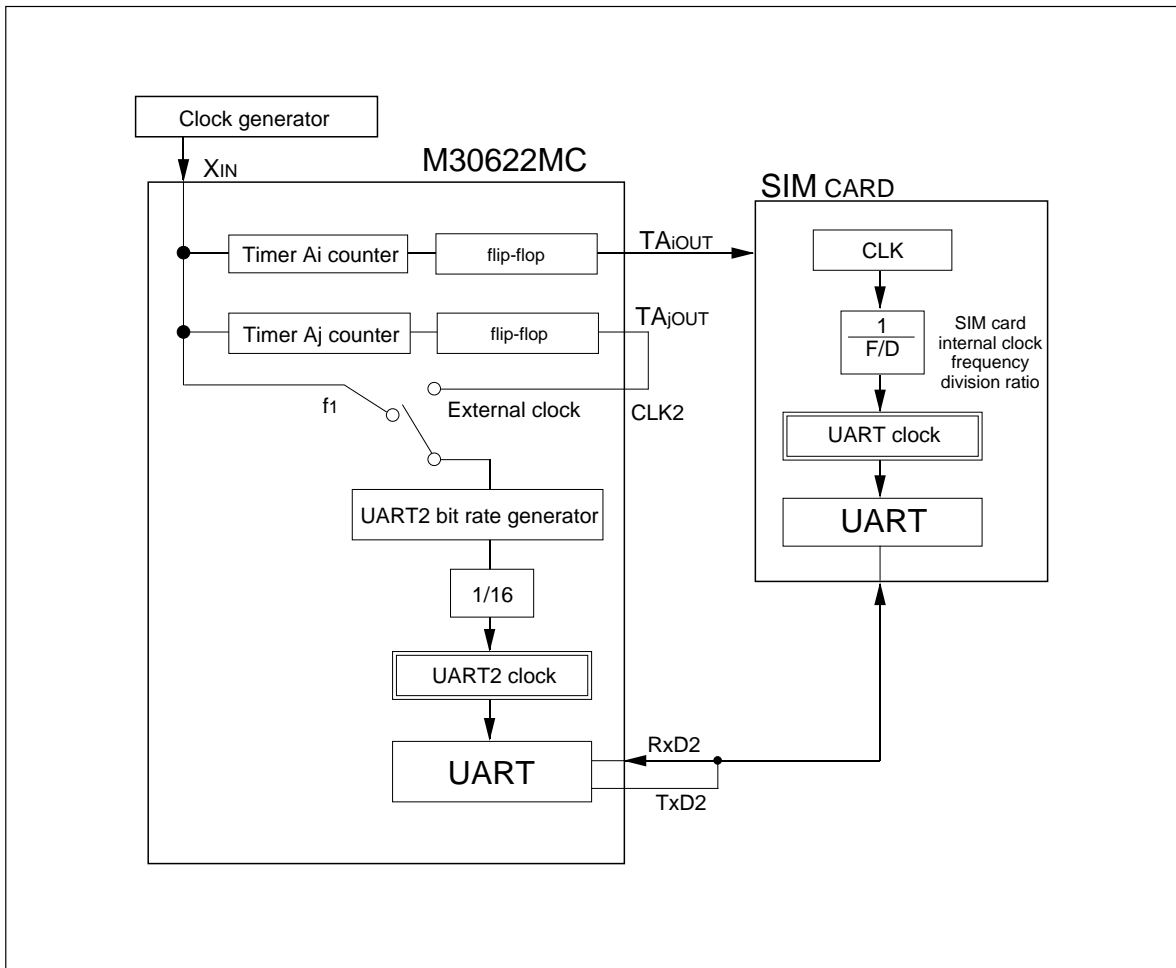 Clock generator
XIN
M30622MC
SIM CARD
Timer Ai counter
flip-flop
TAiOUT
CLK
Timer Aj counter
flip-flop
TAjOUT
1
F/D
SIM card
internal clock
frequency
division ratio
f1
External clock
CLK2
UART clock
UART2 bit rate generator
UART
1/16
UART2 clock
UART
RxD2
TxD2